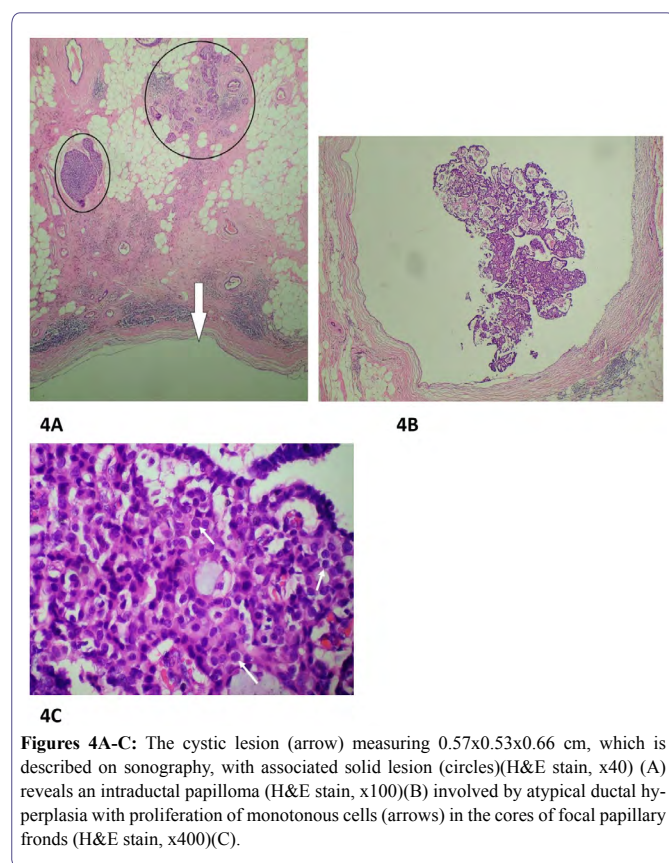 4A
4B
4C
Figures 4A-C: The cystic lesion (arrow) measuring 0.57x0.53x0.66 cm, which is
described on sonography, with associated solid lesion (circles)(H&E stain, x40) (A)
reveals an intraductal papilloma (H&E stain, x100)(B) involved by atypical ductal hy-
perplasia with proliferation of monotonous cells (arrows) in the cores of focal papillary
fronds (H&E stain, x400)(C).